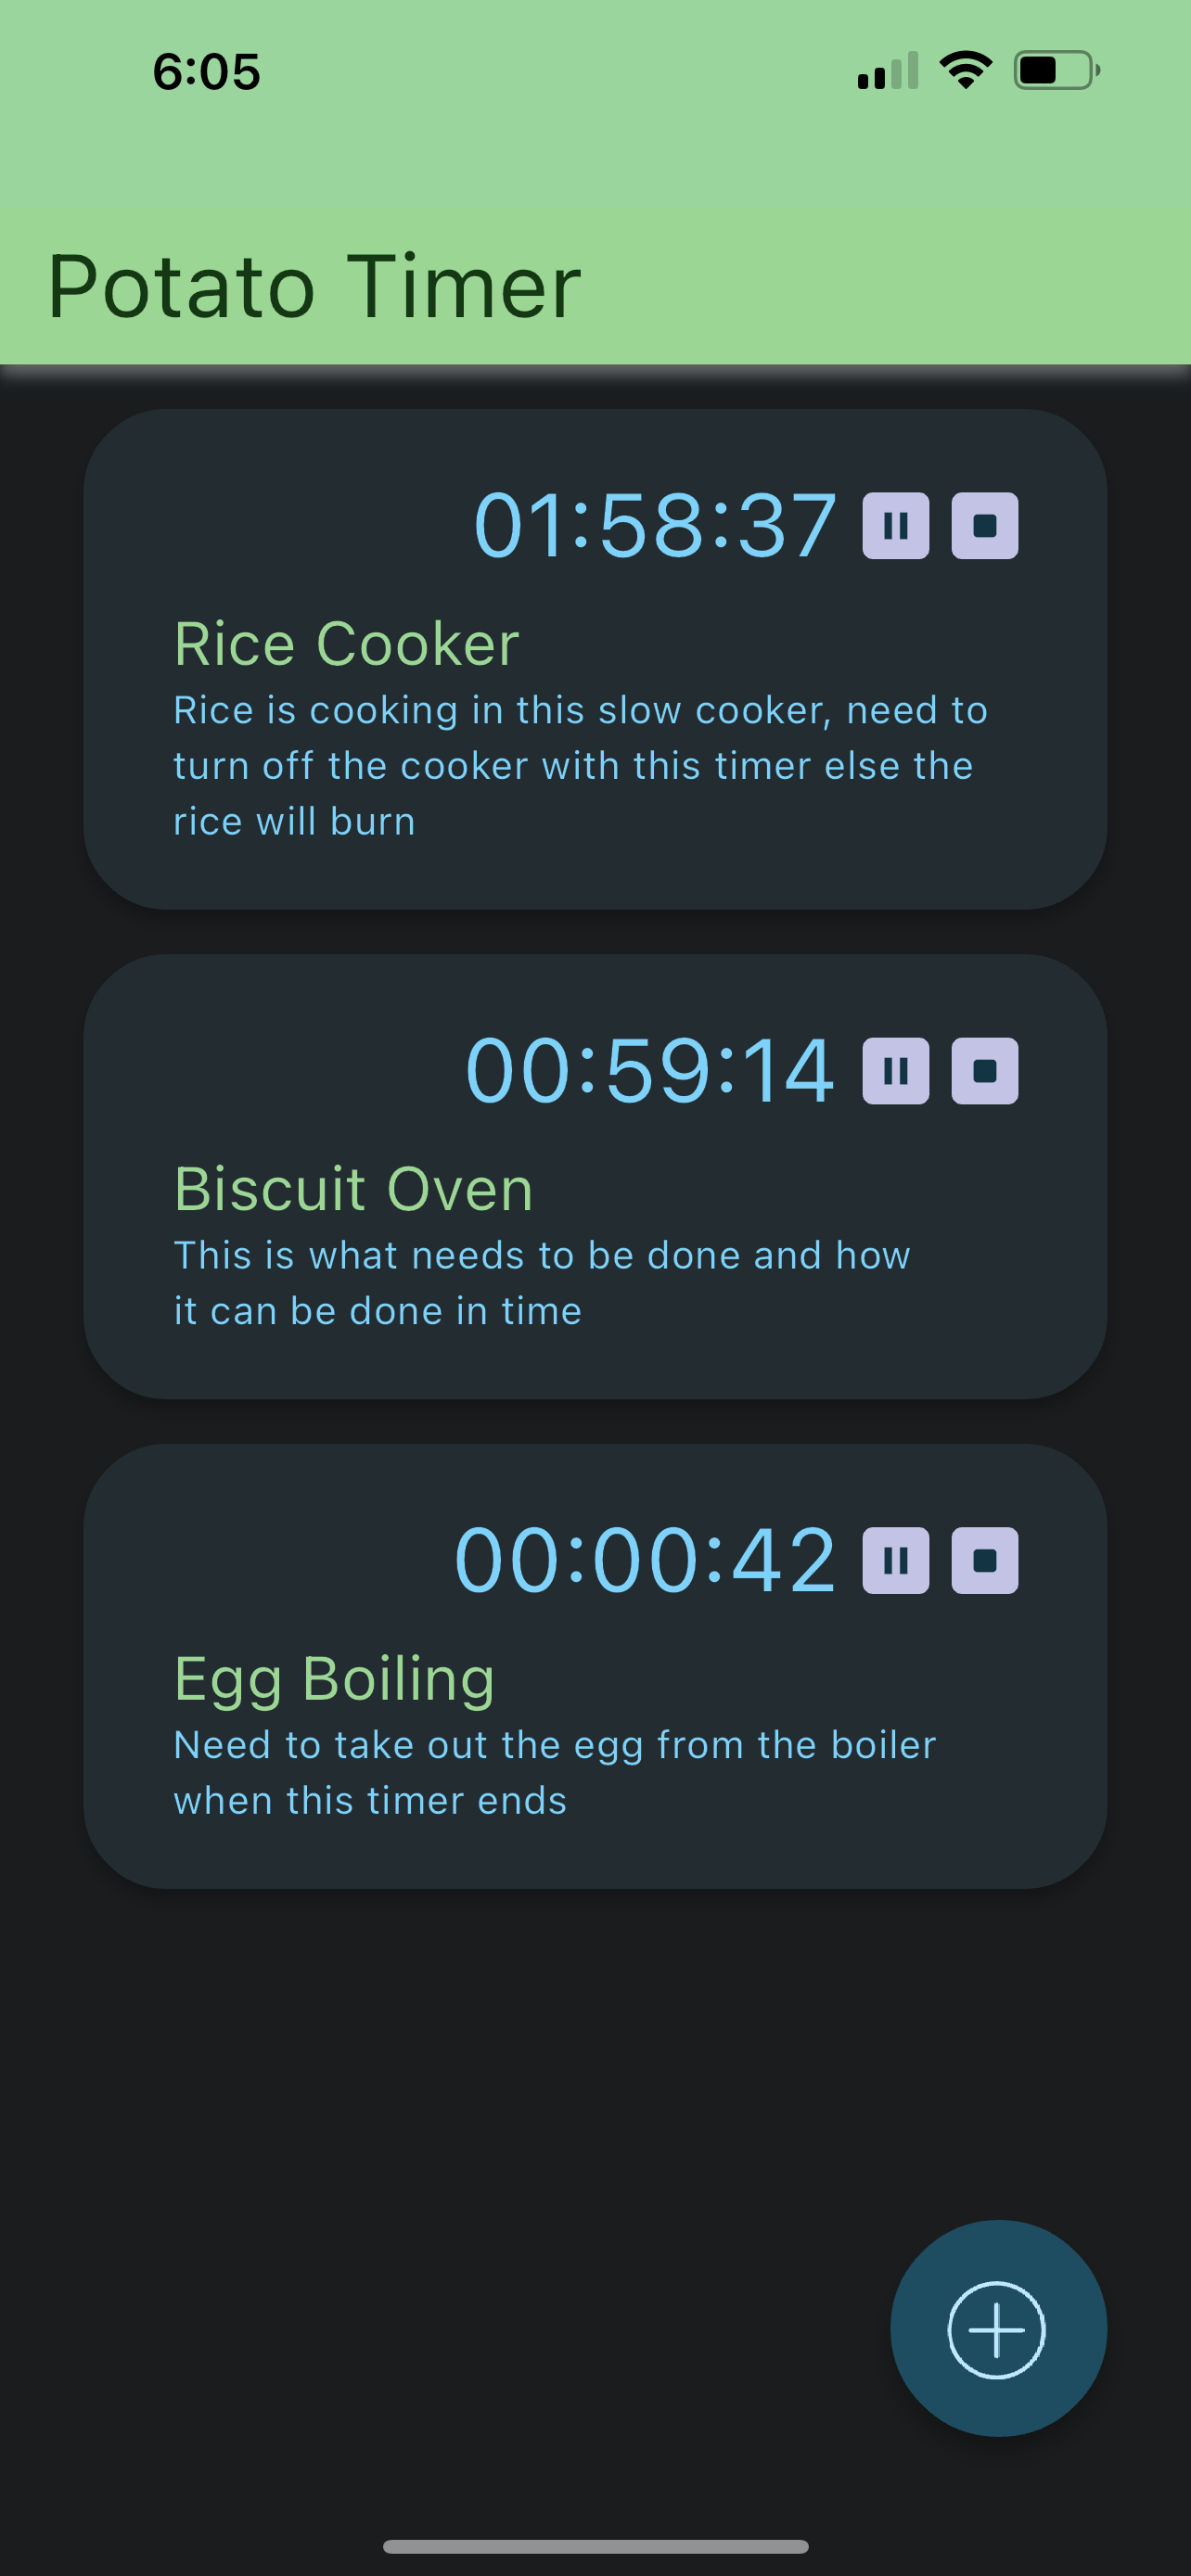 6:05
Potato Timer
01:58:37
Rice Cooker
Rice is cooking in this slow cooker, need to
turn off the cooker with this timer else the
rice will burn
00:59:14
Biscuit Oven
This is what needs to be done and how
it can be done in time
00:00:42
Egg Boiling
Need to take out the egg from the boiler
when this timer ends